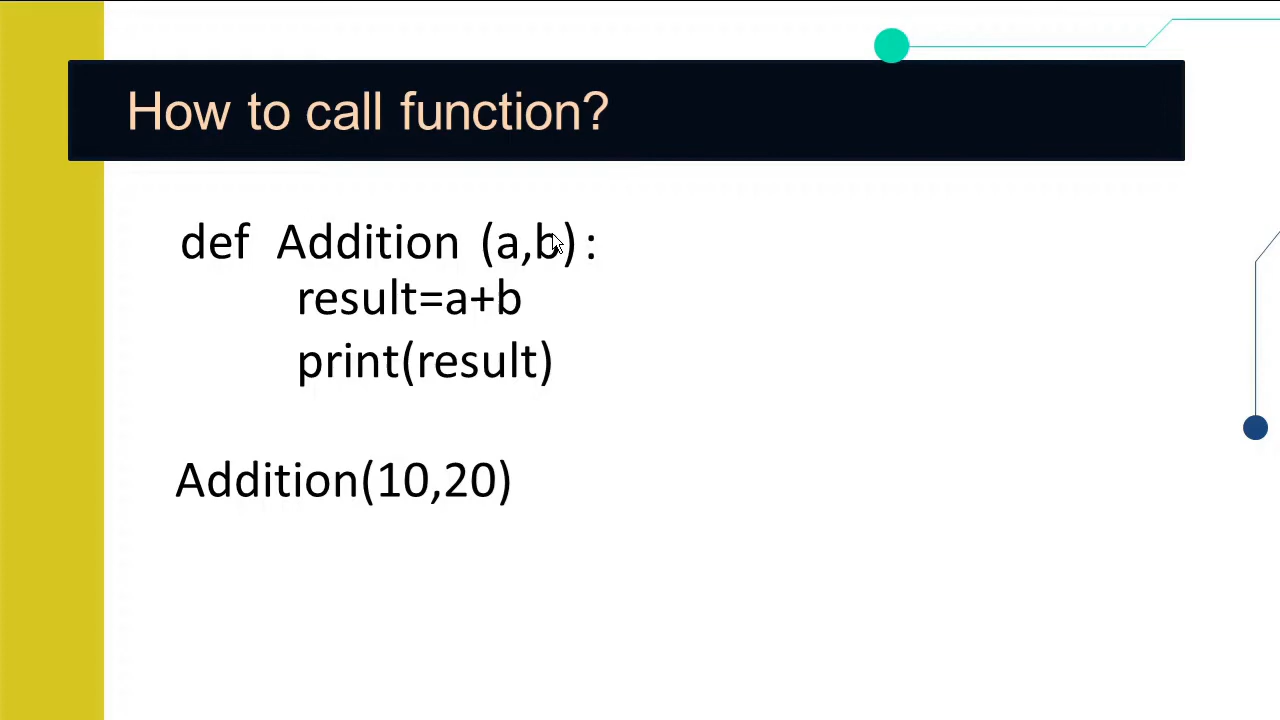 How to call function?
def Addition (a,b):
result=a+b
print(result)
Addition(10,20)